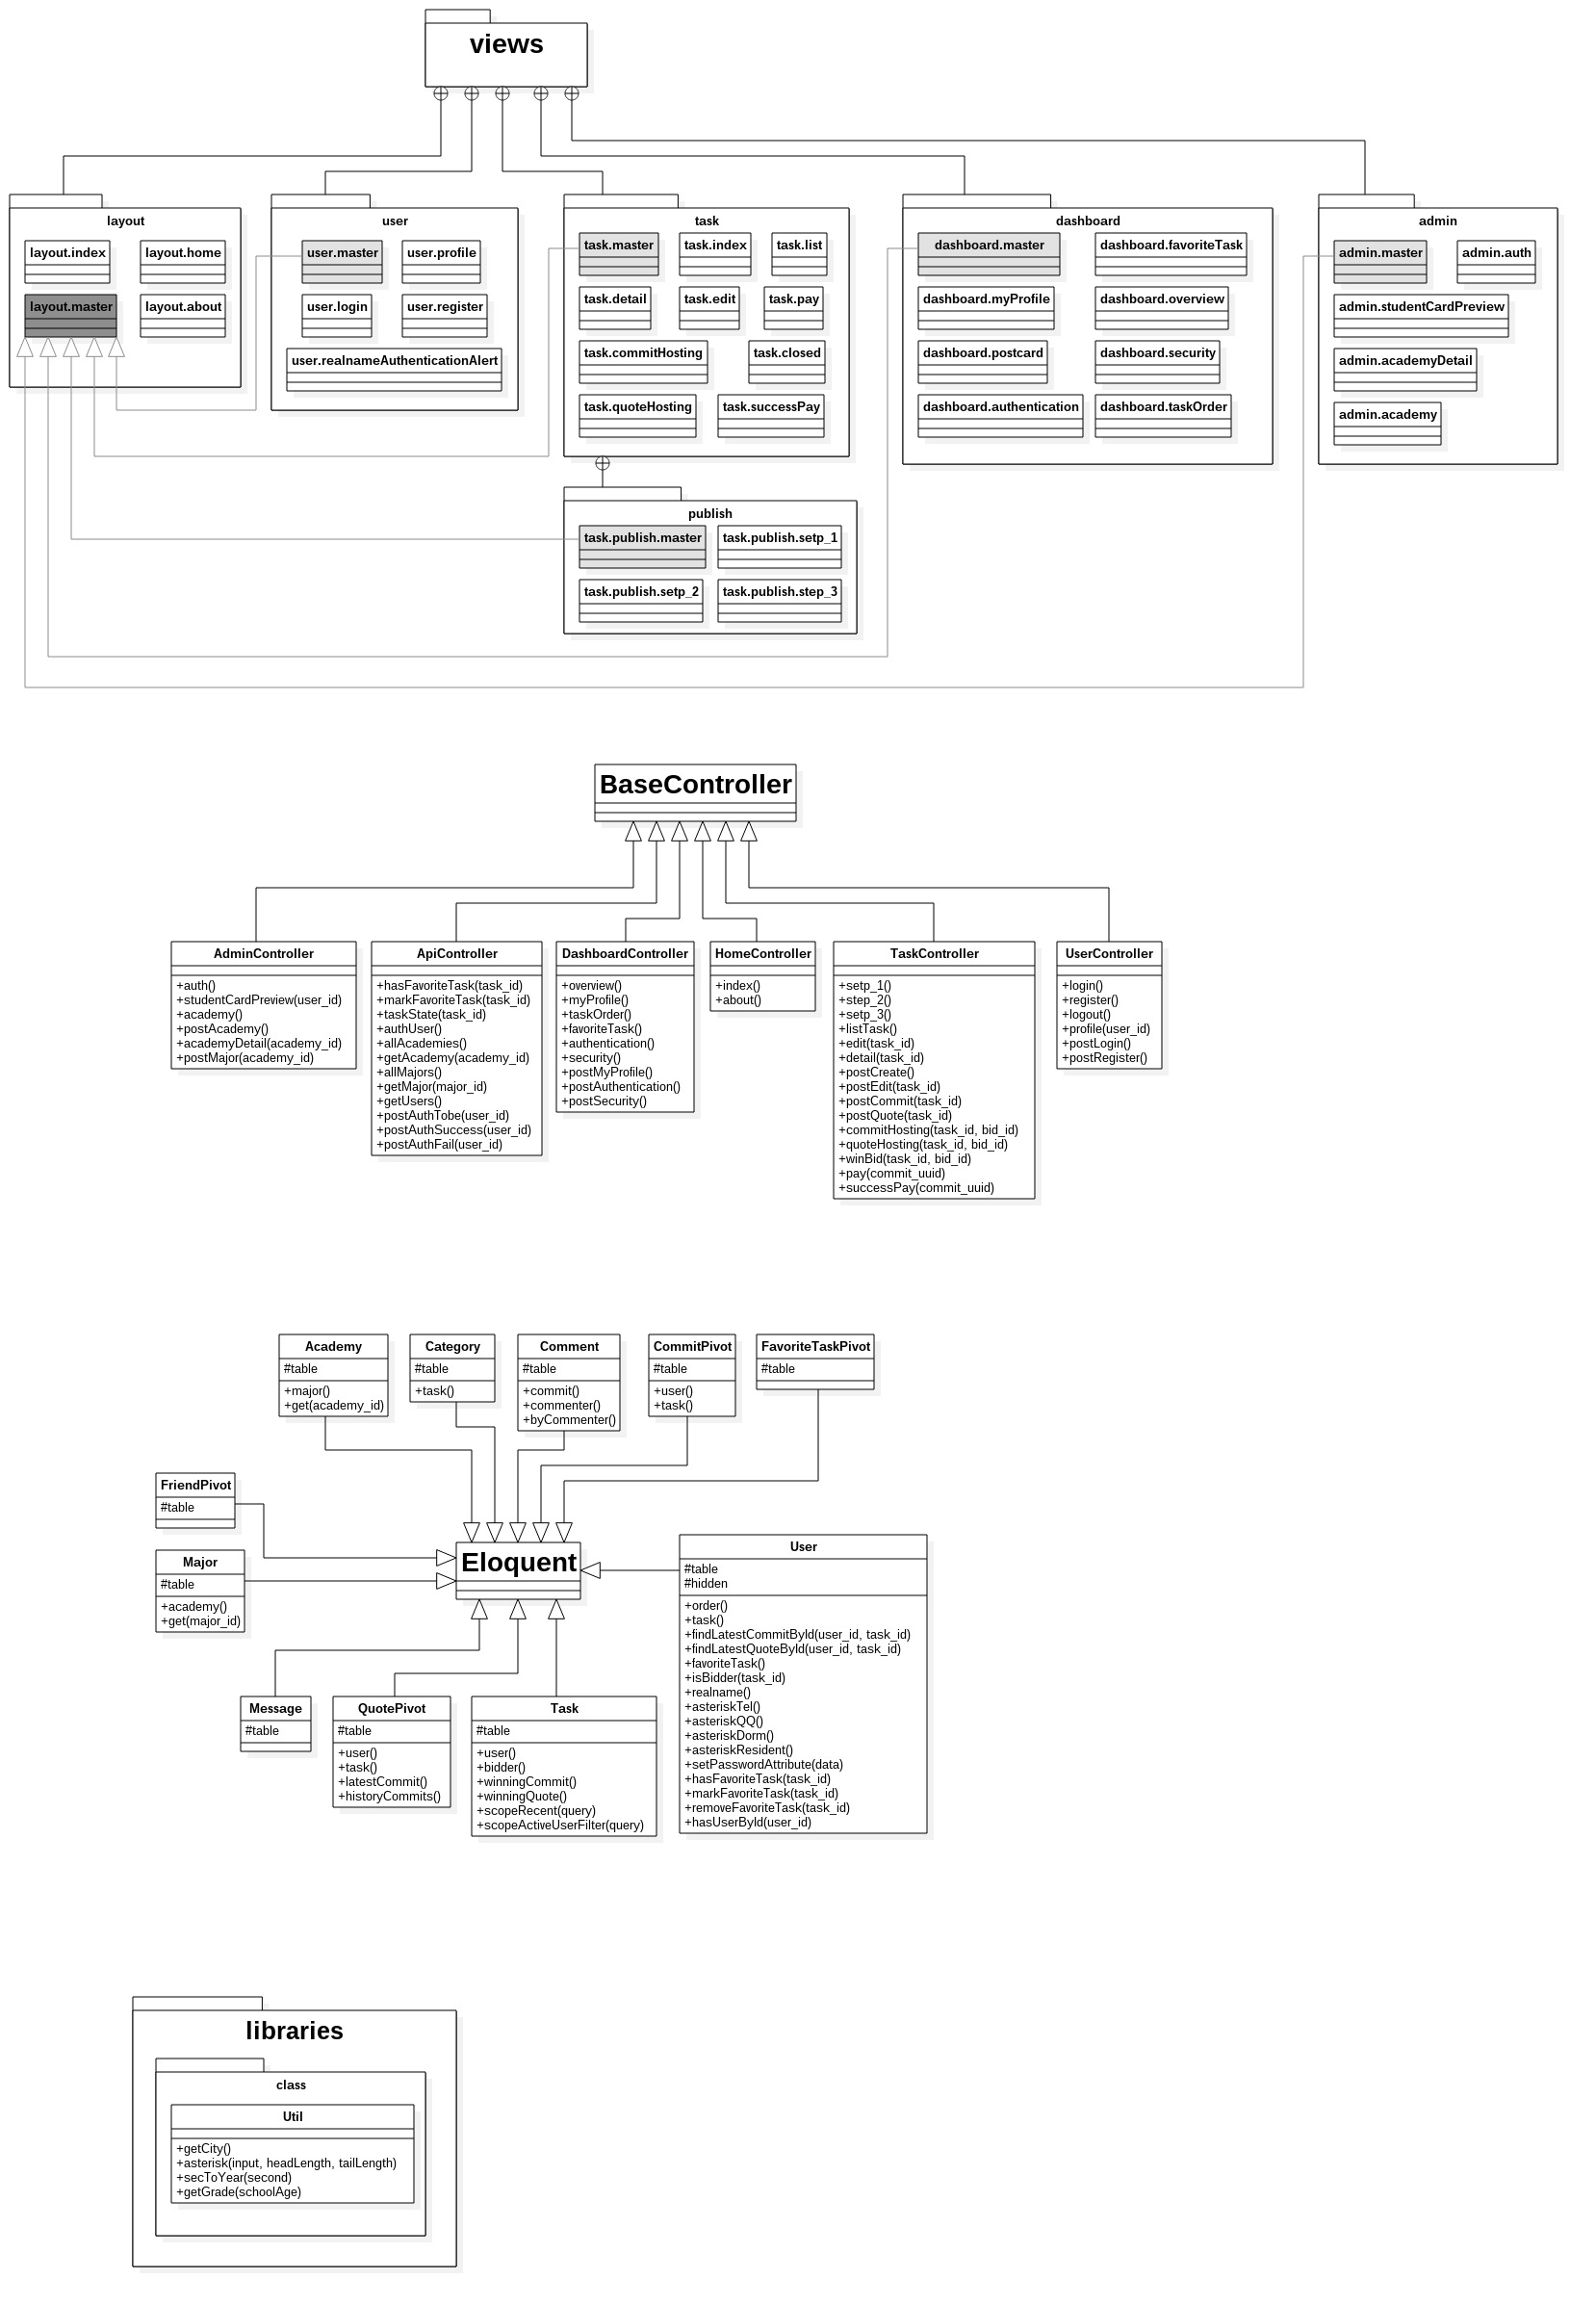 views
layout
layout.index
layout.home
layout.master
layout.about
user
user.master
user.profile
user.login
user.register
user.realnameAuthenticationAlert
task
task.master
task.index
task.list
task.detail
task.edit
task.pay
task.commitHosting
task.closed
task.quoteHosting
task.successPay
dashboard
dashboard.master
dashboard.favoriteTask
dashboard.myProfile
dashboard.overview
dashboard.postcard
dashboard.security
dashboard.authentication
dashboard.taskOrder
admin
admin.master
admin.auth
admin.studentCardPreview
admin.academyDetail
admin.academy
publish
task.publish.master
task.publish.setp_1
task.publish.setp_2
task.publish.step_3
BaseController
AdminController
+auth()
+studentCardPreview(user_id)
+academy()
+postAcademy()
+academyDetail(academy_id)
+postMajor(academy_id)
ApiController
+hasFavoriteTask(task_id)
+markFavoriteTask(task_id)
+taskState(task_id)
+authUser()
+allAcademies()
+getAcademy(academy_id)
+allMajors()
+getMajor(major_id)
+getUsers()
+postAuthTobe(user_id)
+postAuthSuccess(user_id)
+postAuthFail(user_id)
DashboardController
+overview()
+myProfile()
+taskOrder()
+favoriteTask()
+authentication()
+security()
+postMyProfile()
+postAuthentication()
+postSecurity()
HomeController
+index()
+about()
TaskController
+setp_1()
+step_2()
+setp_3()
+listTask()
+edit(task_id)
+detail(task_id)
+postCreate()
+postEdit(task_id)
+postCommit(task_id)
+postQuote(task_id)
+commitHosting(task_id, bid_id)
+quoteHosting(task_id, bid_id)
+winBid(task_id, bid_id)
+pay(commit_uuid)
+successPay(commit_uuid)
UserController
+login()
+register()
+logout()
+profile(user_id)
+postLogin()
+postRegister()
Academy
#table
+major()
+get(academy_id)
Category
#table
+task()
Comment
#table
+commit()
+commenter()
+byCommenter()
CommitPivot
#table
+user()
+task()
FavoriteTaskPivot
#table
FriendPivot
#table
Major
#table
+academy()
+get(major_id)
Eloquent
User
#table
#hidden
+order()
+task()
+findLatestCommitById(user_id, task_id)
+findLatestQuoteById(user_id, task_id)
+favoriteTask()
+isBidder(task_id)
+realname()
+asteriskTel()
+asteriskQQ()
+asteriskDorm()
+asteriskResident()
+setPasswordAttribute(data)
+hasFavoriteTask(task_id)
+markFavoriteTask(task_id)
+removeFavoriteTask(task_id)
+hasUserById(user_id)
Message
#table
QuotePivot
#table
+user()
+task()
+latestCommit()
+historyCommits()
Task
#table
+user()
+bidder()
+winningCommit()
+winningQuote()
+scopeRecent(query)
+scopeActiveUserFilter(query)
libraries
class
Util
+getCity()
+asterisk(input, headLength, tailLength)
+secToYear(second)
+getGrade(schoolAge)